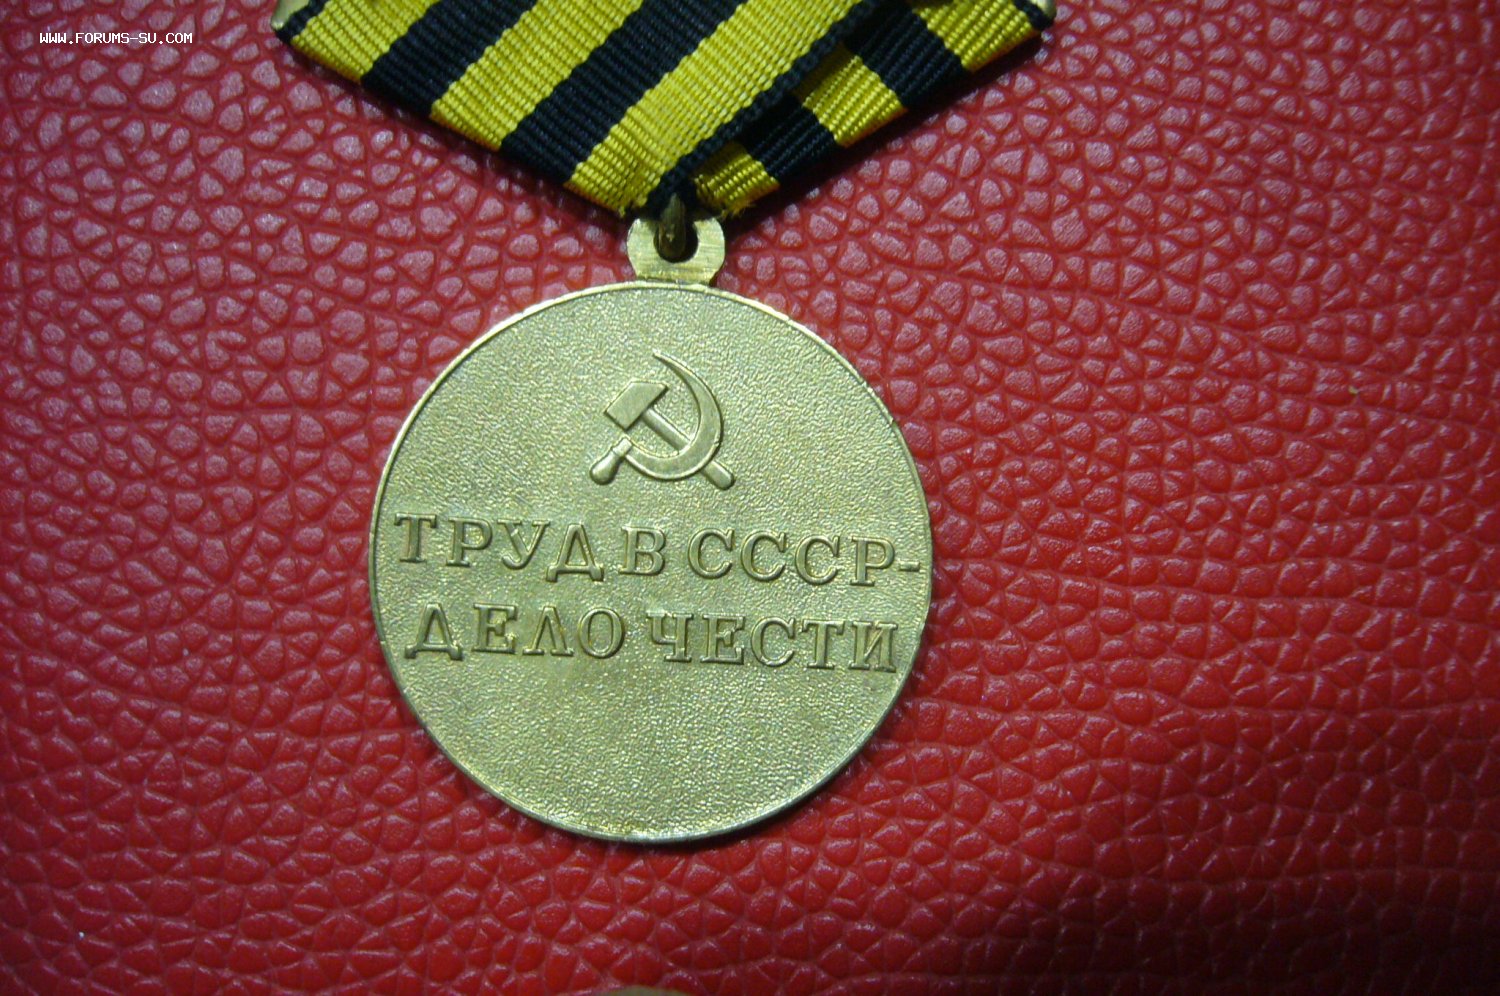 WWW.FORUMS-SU.COM
ТРУД В СССР-
ДЕЛО ЧЕСТИ